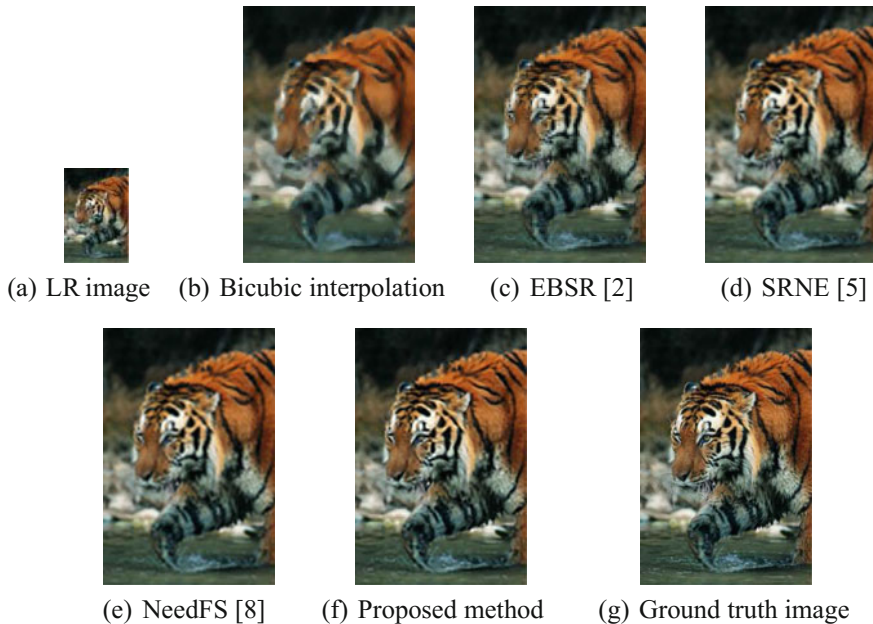 (a) LR image (b) Bicubic interpolation (c) EBSR [2] (d) SRNE [5]
(e) NeedFS [8] (f) Proposed method (g) Ground truth image